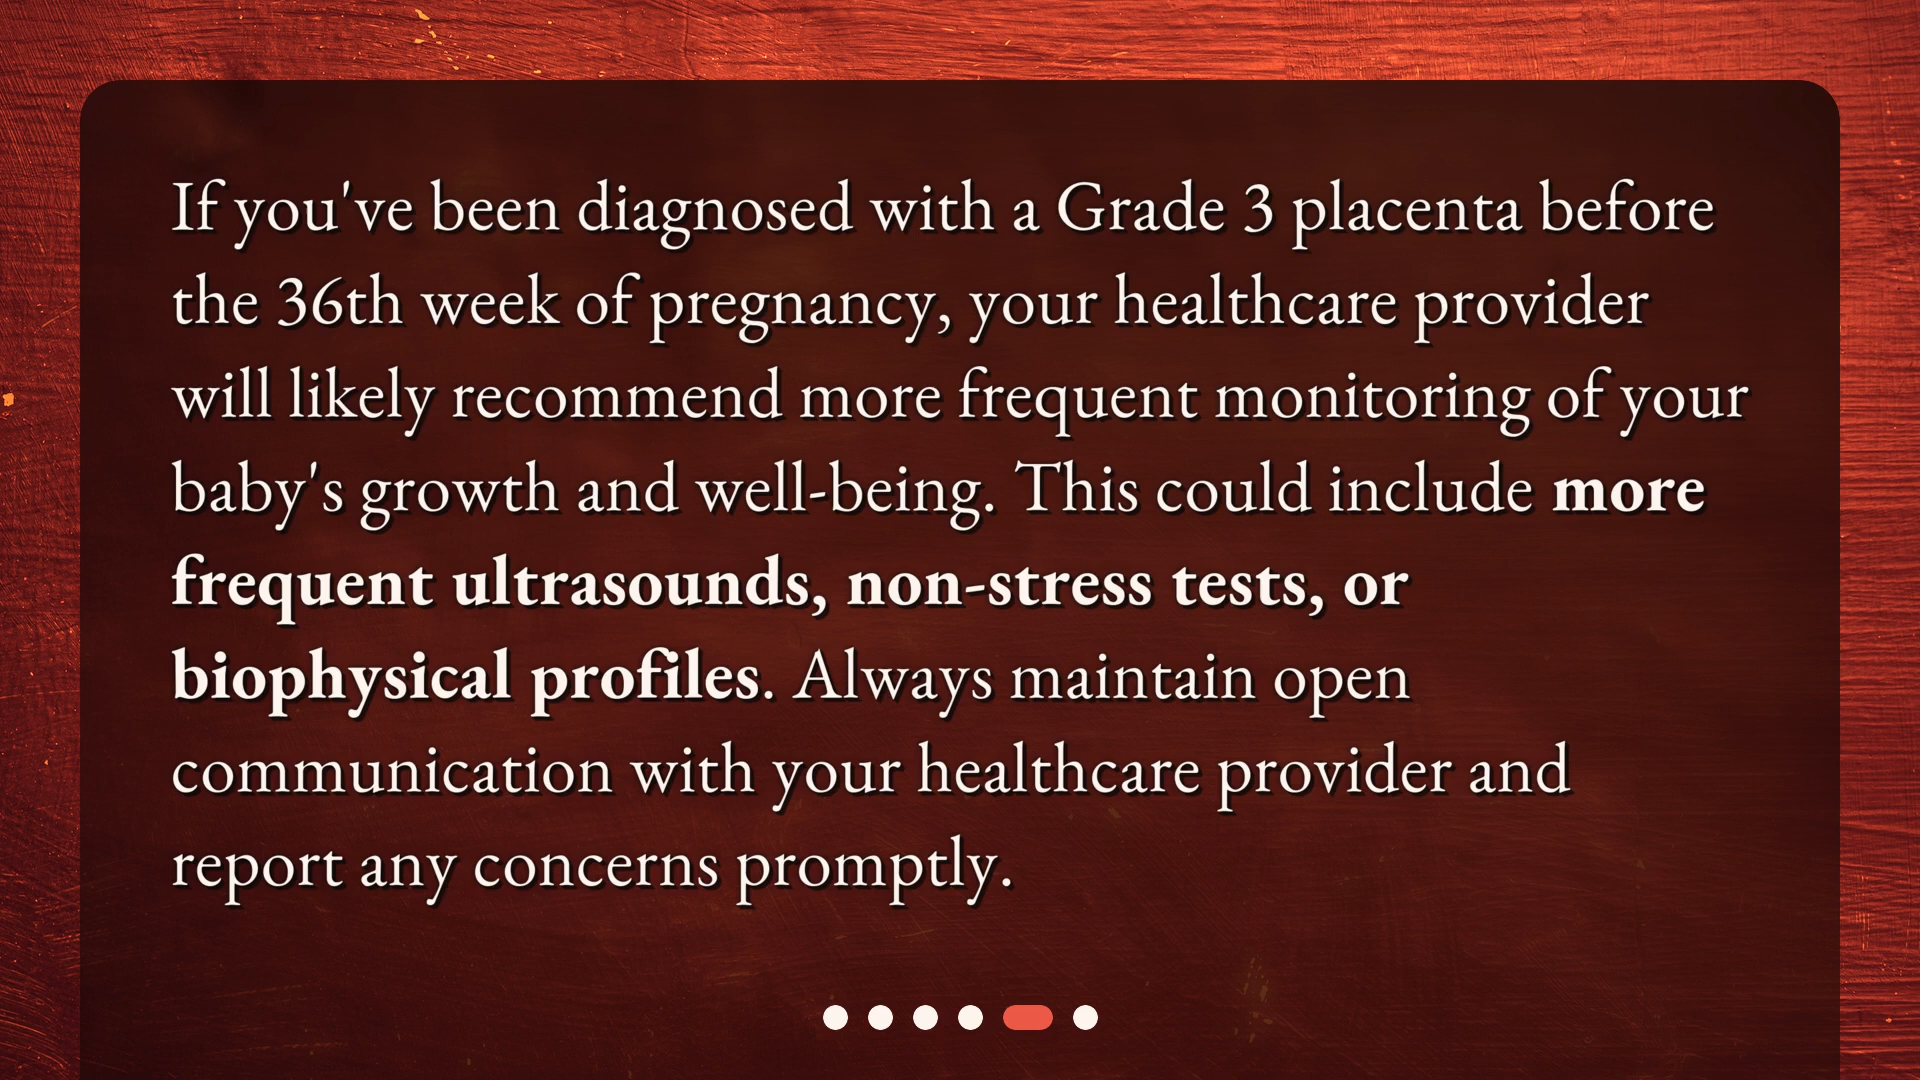 If you've been diagnosed with a Grade 3 placenta before
the 36th week of pregnancy, your healthcare provider
will likely recommend more frequent monitoring of your
baby's growth and well-being. This could include more
frequent ultrasounds, non-stress tests, or
biophysical profiles. Always maintain open
communication with your healthcare provider and
report any concerns promptly.